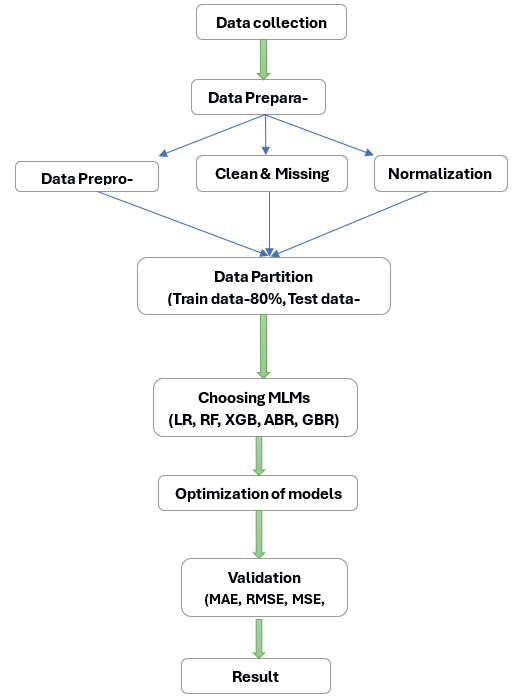 Data collection
Data Prepara-
Data Prepro-
Clean & Missing
Normalization
Data Partition
(Train data-80%, Test data-
Choosing MLMs
(LR, RF, XGB, ABR, GBR)
Optimization of models
Validation
(MAE, RMSE, MSE,
Result